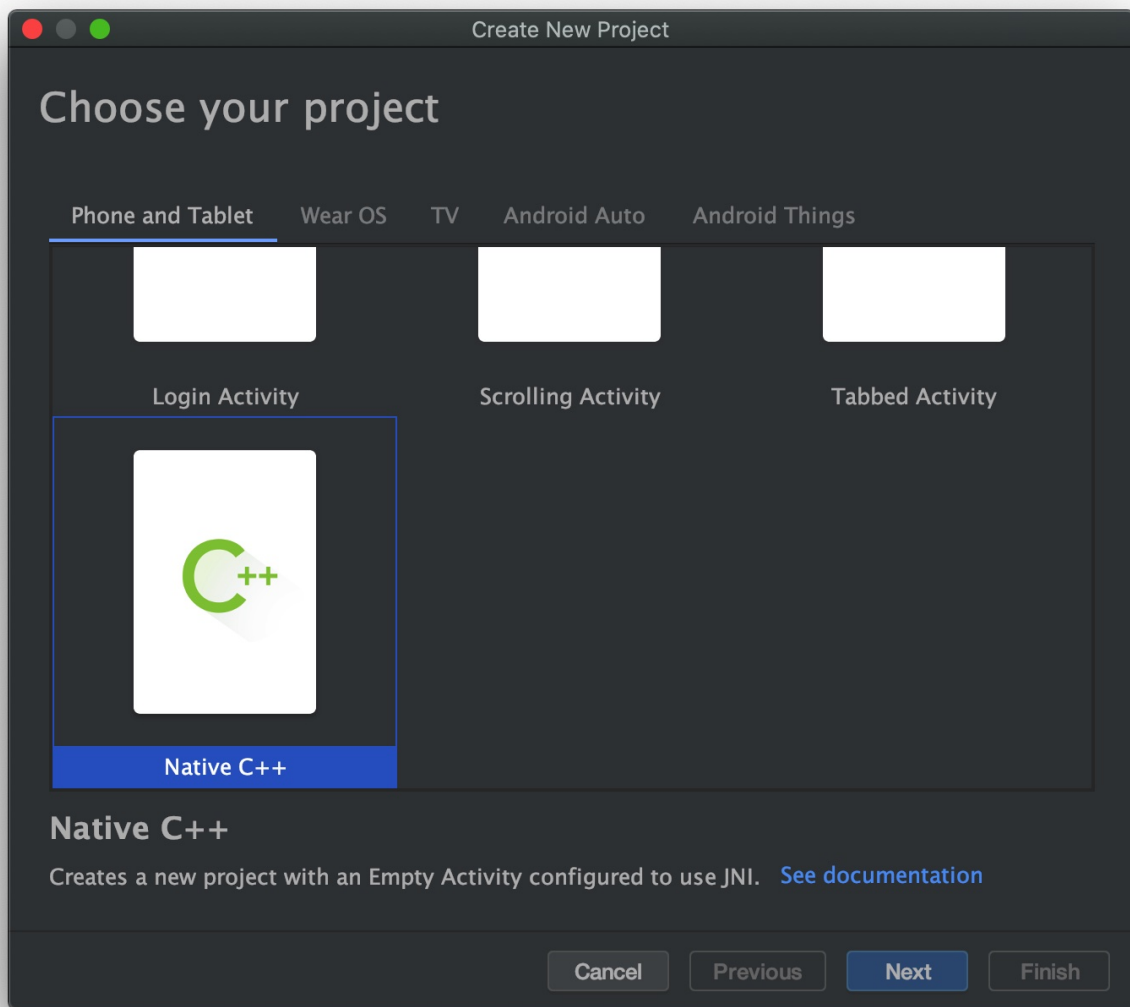 Create New Project
Choose your project
Phone and Tablet Wear OS TV Android Auto Android Things
Login Activity Scrolling Activity Tabbed Activity
C++
Native C++
Native C++
Creates a new project with an Empty Activity configured to use JNI. See documentation
Cancel Previous Next Finish